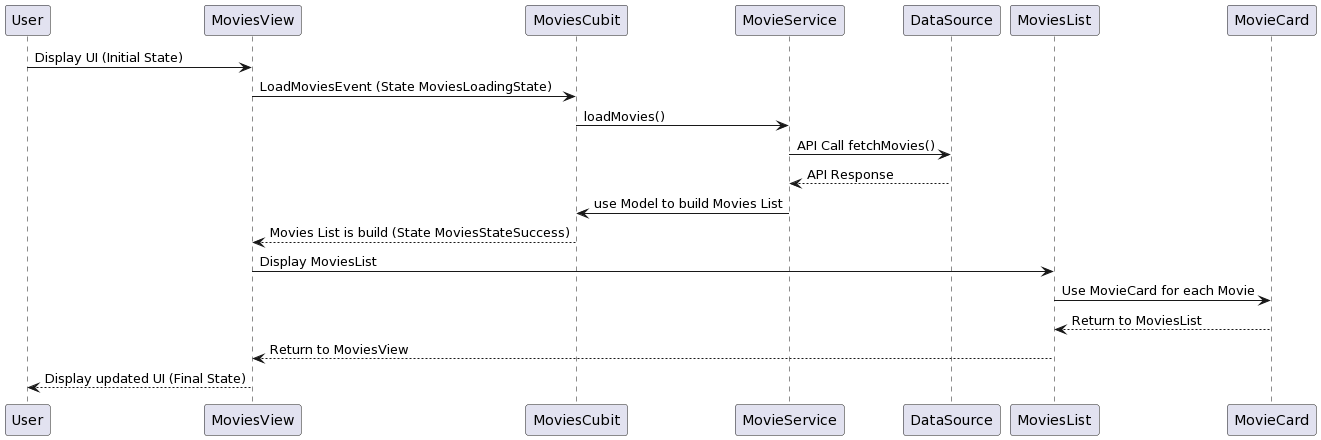 User MoviesView MoviesCubit MovieService DataSource MoviesList MovieCard
Display UI (Initial State)
LoadMoviesEvent (State MoviesLoadingState)
loadMovies()
API Call fetchMovies()
API Response
use Model to build Movies List
Movies List is build (State MoviesStateSuccess)
Display MoviesList
Use MovieCard for each Movie
Return to MoviesList
Return to MoviesView
Display updated UI (Final State)
User MoviesView MoviesCubit MovieService DataSource MoviesList MovieCard